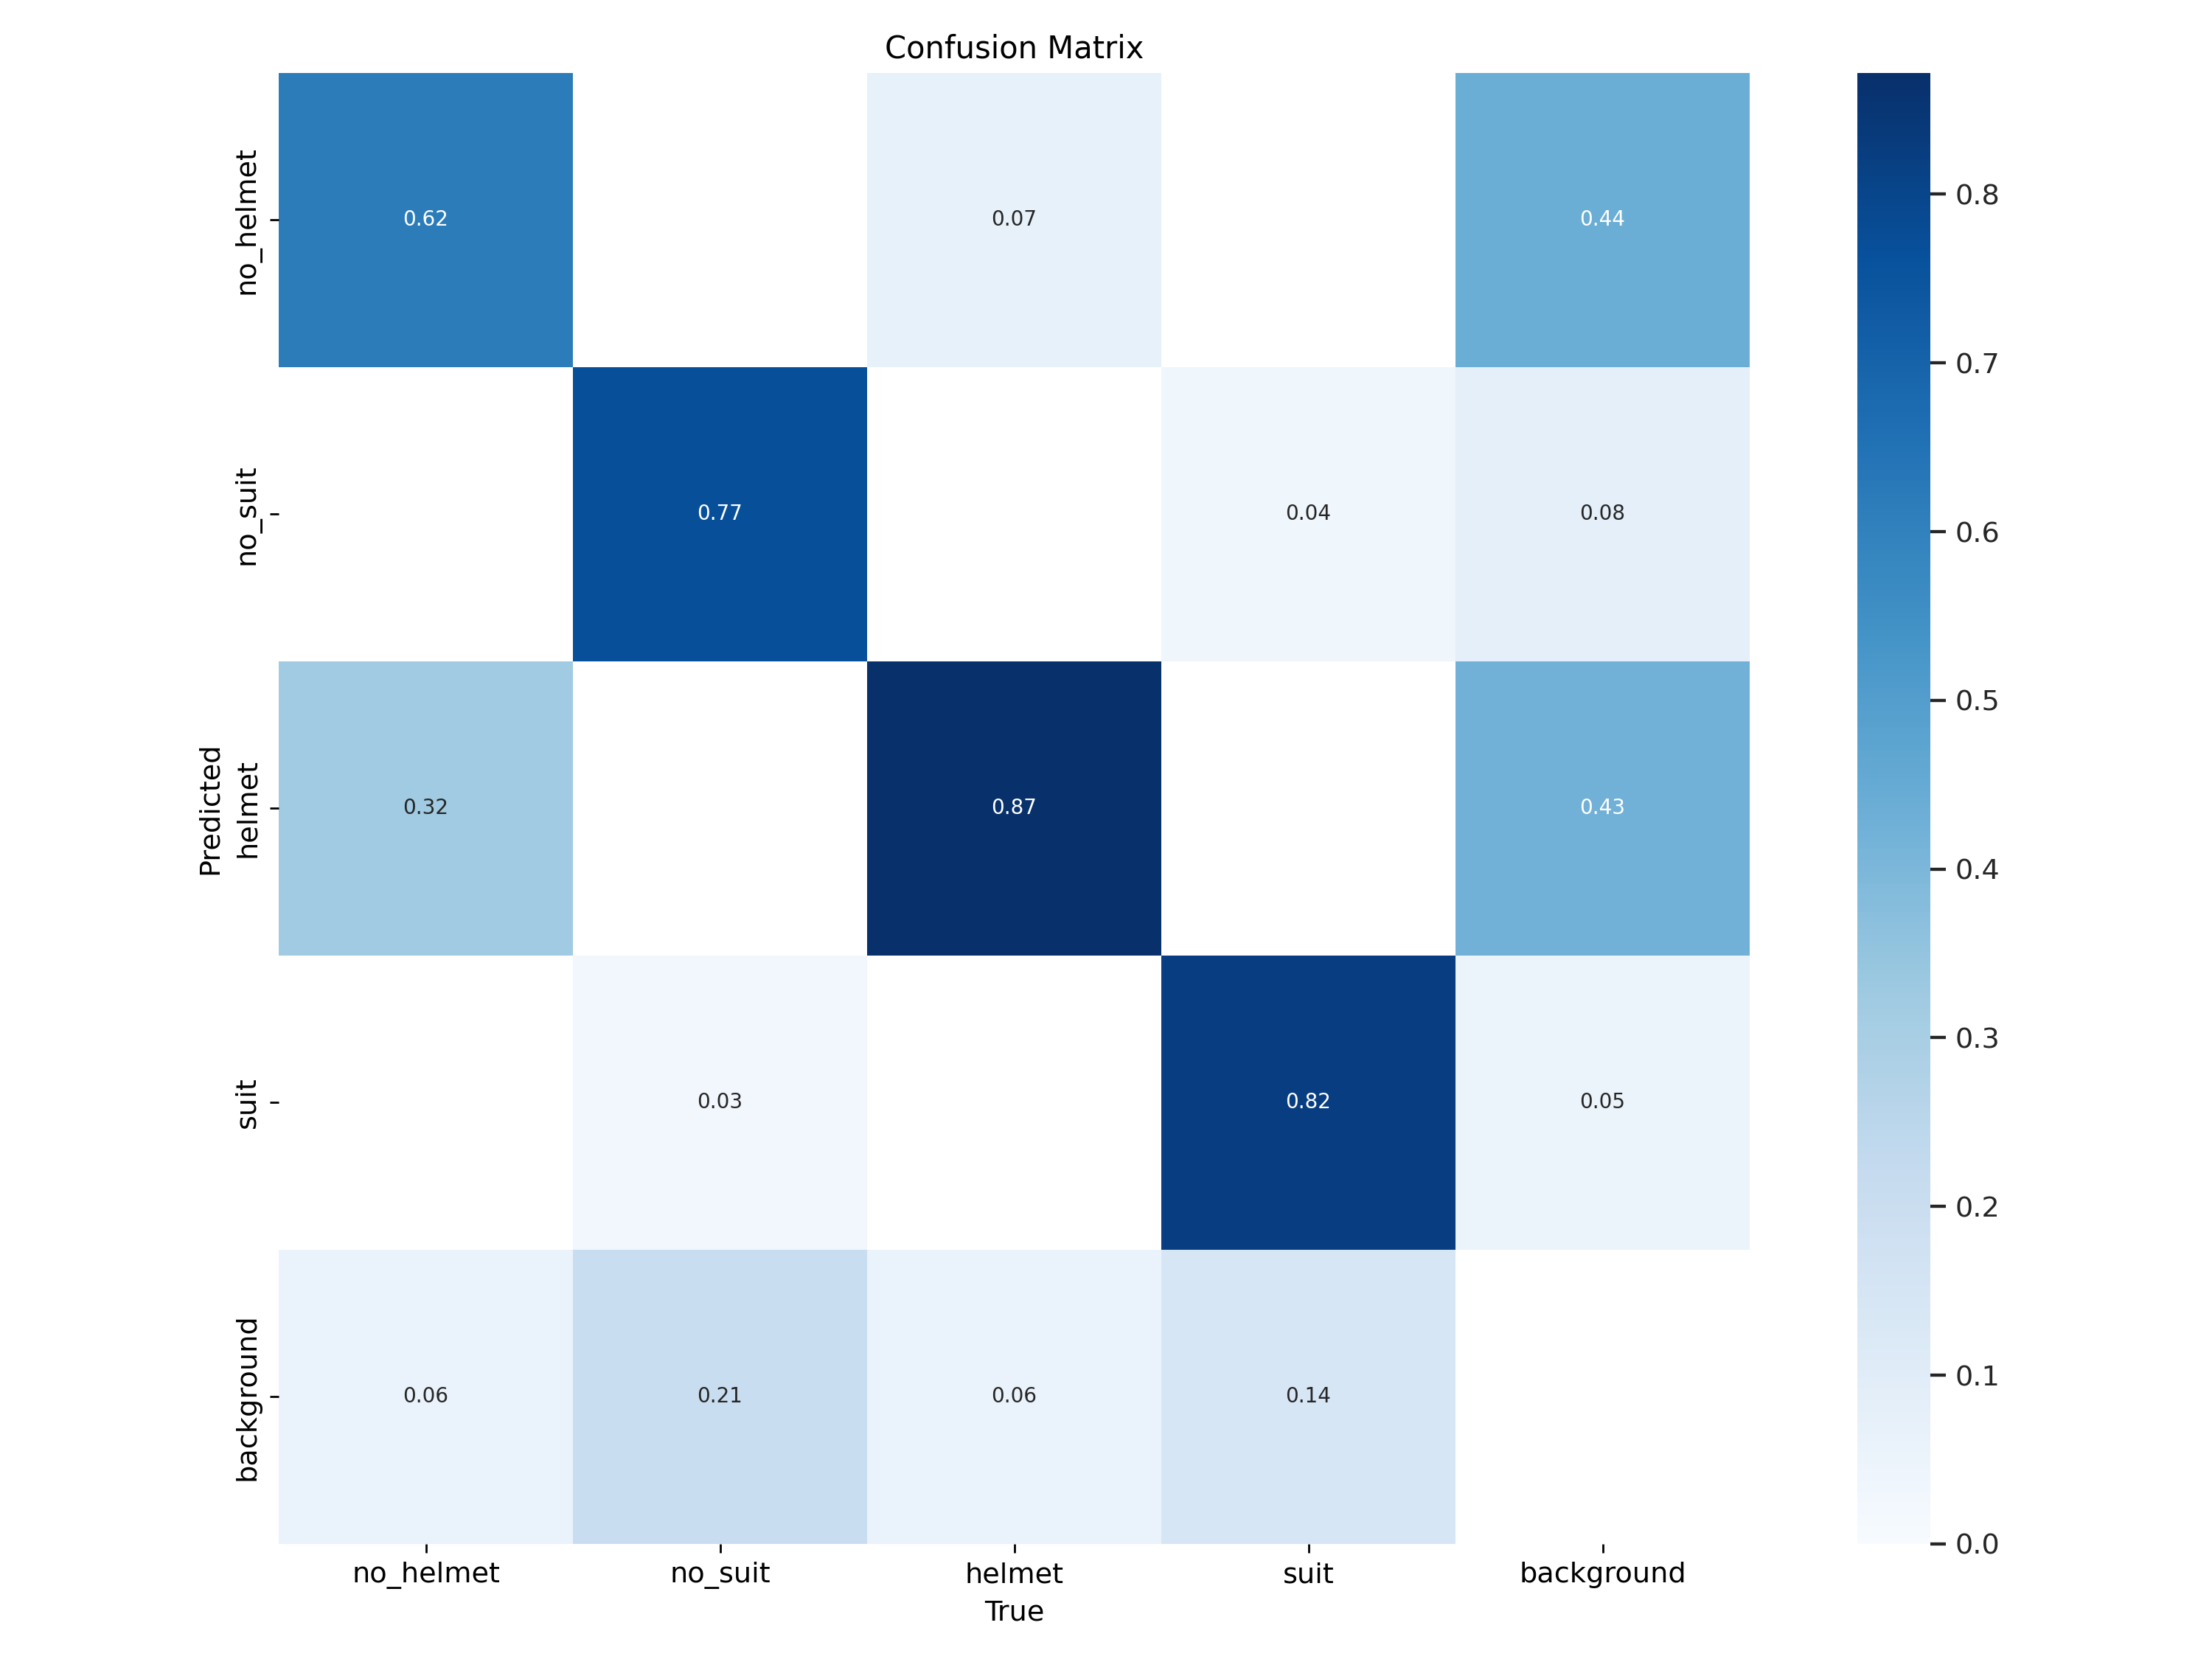 Confusion Matrix
no_helmet
0.62
0.07
0.44
no_suit
0.77
0.04
0.08
Predicted
helmet
0.32
0.87
0.43
suit
0.03
0.82
0.05
background
0.06
0.21
0.06
0.14
no_helmet
no_suit
helmet
suit
background
True
0.8
0.7
0.6
0.5
0.4
0.3
0.2
0.1
0.0